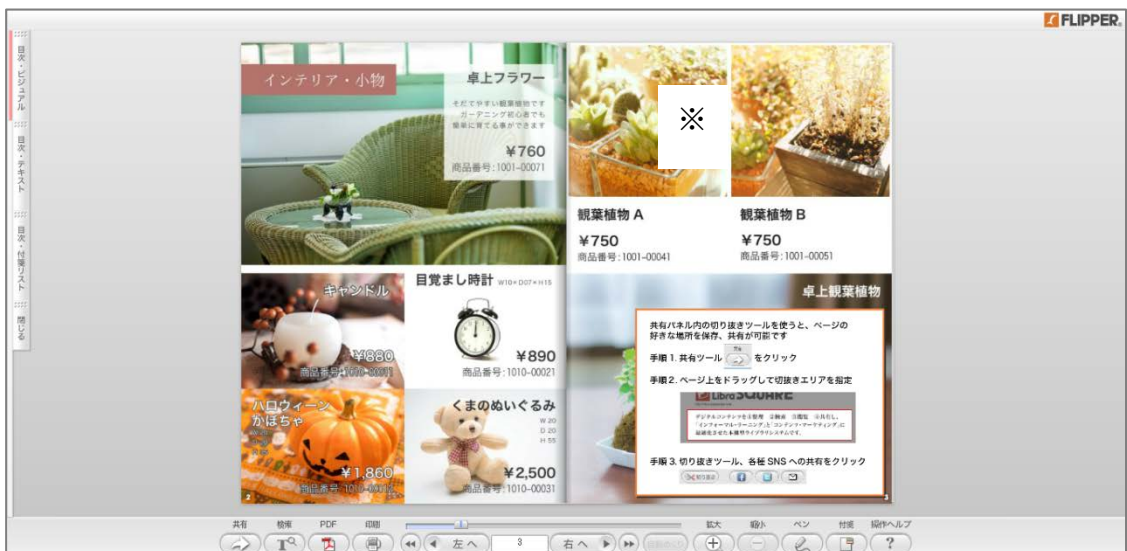 FLIPPER
目次・ビジュアル
目次・テキスト
目次・付箋リスト
閉じる
インテリア・小物
卓上フラワー
そだてやすい観葉植物です
ガーデニング初心者でも
簡単に育てる事ができます
¥760
商品番号:1001-00071
キャンドル
¥880
商品番号:1010-00011
目覚まし時計 W10×D07×H15
¥890
商品番号:1010-00021
ハロウィーン
かぼちゃ
¥1,860
くまのぬいぐるみ
W 20
D 20
H 55
¥2,500
商品番号:1010-00031
2
※
観葉植物 A
¥750
商品番号:1001-00041
観葉植物 B
¥750
商品番号:1001-00051
卓上観葉植物
共有パネル内の切り抜きツールを使うと、ページの
好きな場所を保存、共有が可能です
手順 1. 共有ツール をクリック
手順2. ページ上をドラッグして切抜きエリアを指定
Libra SQUARE
手順 3. 切り抜きツール、各種 SNS への共有をクリック
3
共有
検索
PDF
印刷
左へ
3
右へ
拡大
縮小
ペン
付箋
操作ヘルプ